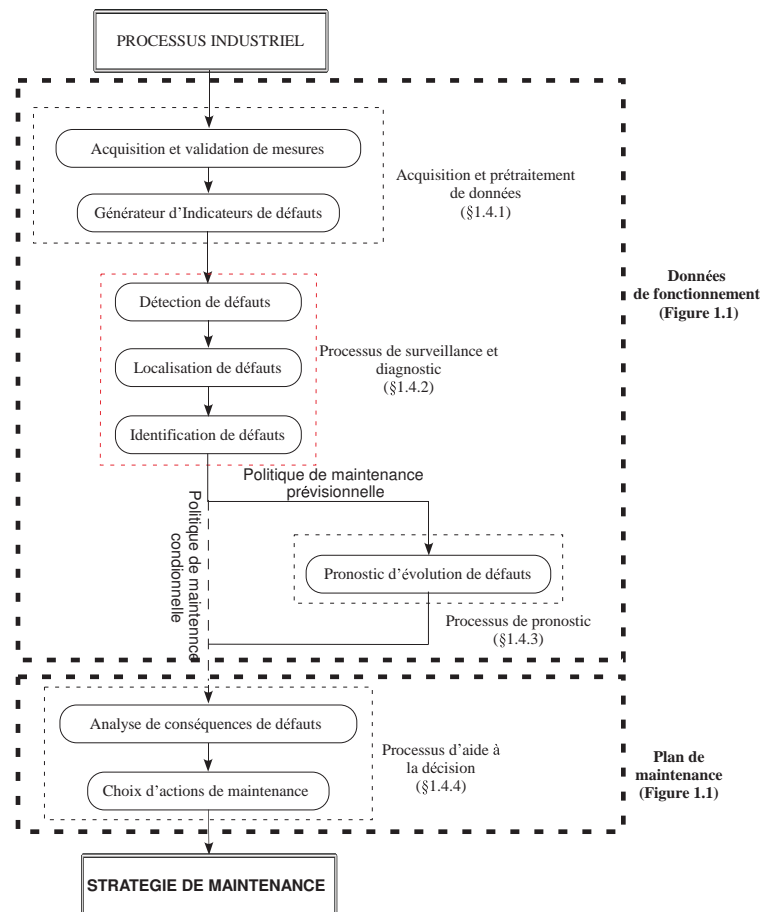 PROCESSUS INDUSTRIEL
Acquisition et validation de mesures
Générateur d'Indicateurs de défauts
Acquisition et prétraitement
de données
(§1.4.1)
Données
de fonctionnement
(Figure 1.1)
Détection de défauts
Localisation de défauts
Identification de défauts
Processus de surveillance et
diagnostic
(§1.4.2)
Politique de maintenance
prévisionnelle
Politique de maintennce
condionnelle
Pronostic d'évolution de défauts
Processus de pronostic
(§1.4.3)
Analyse de conséquences de défauts
Choix d'actions de maintenance
Processus d'aide à
la décision
(§1.4.4)
Plan de
maintenance
(Figure 1.1)
STRATEGIE DE MAINTENANCE